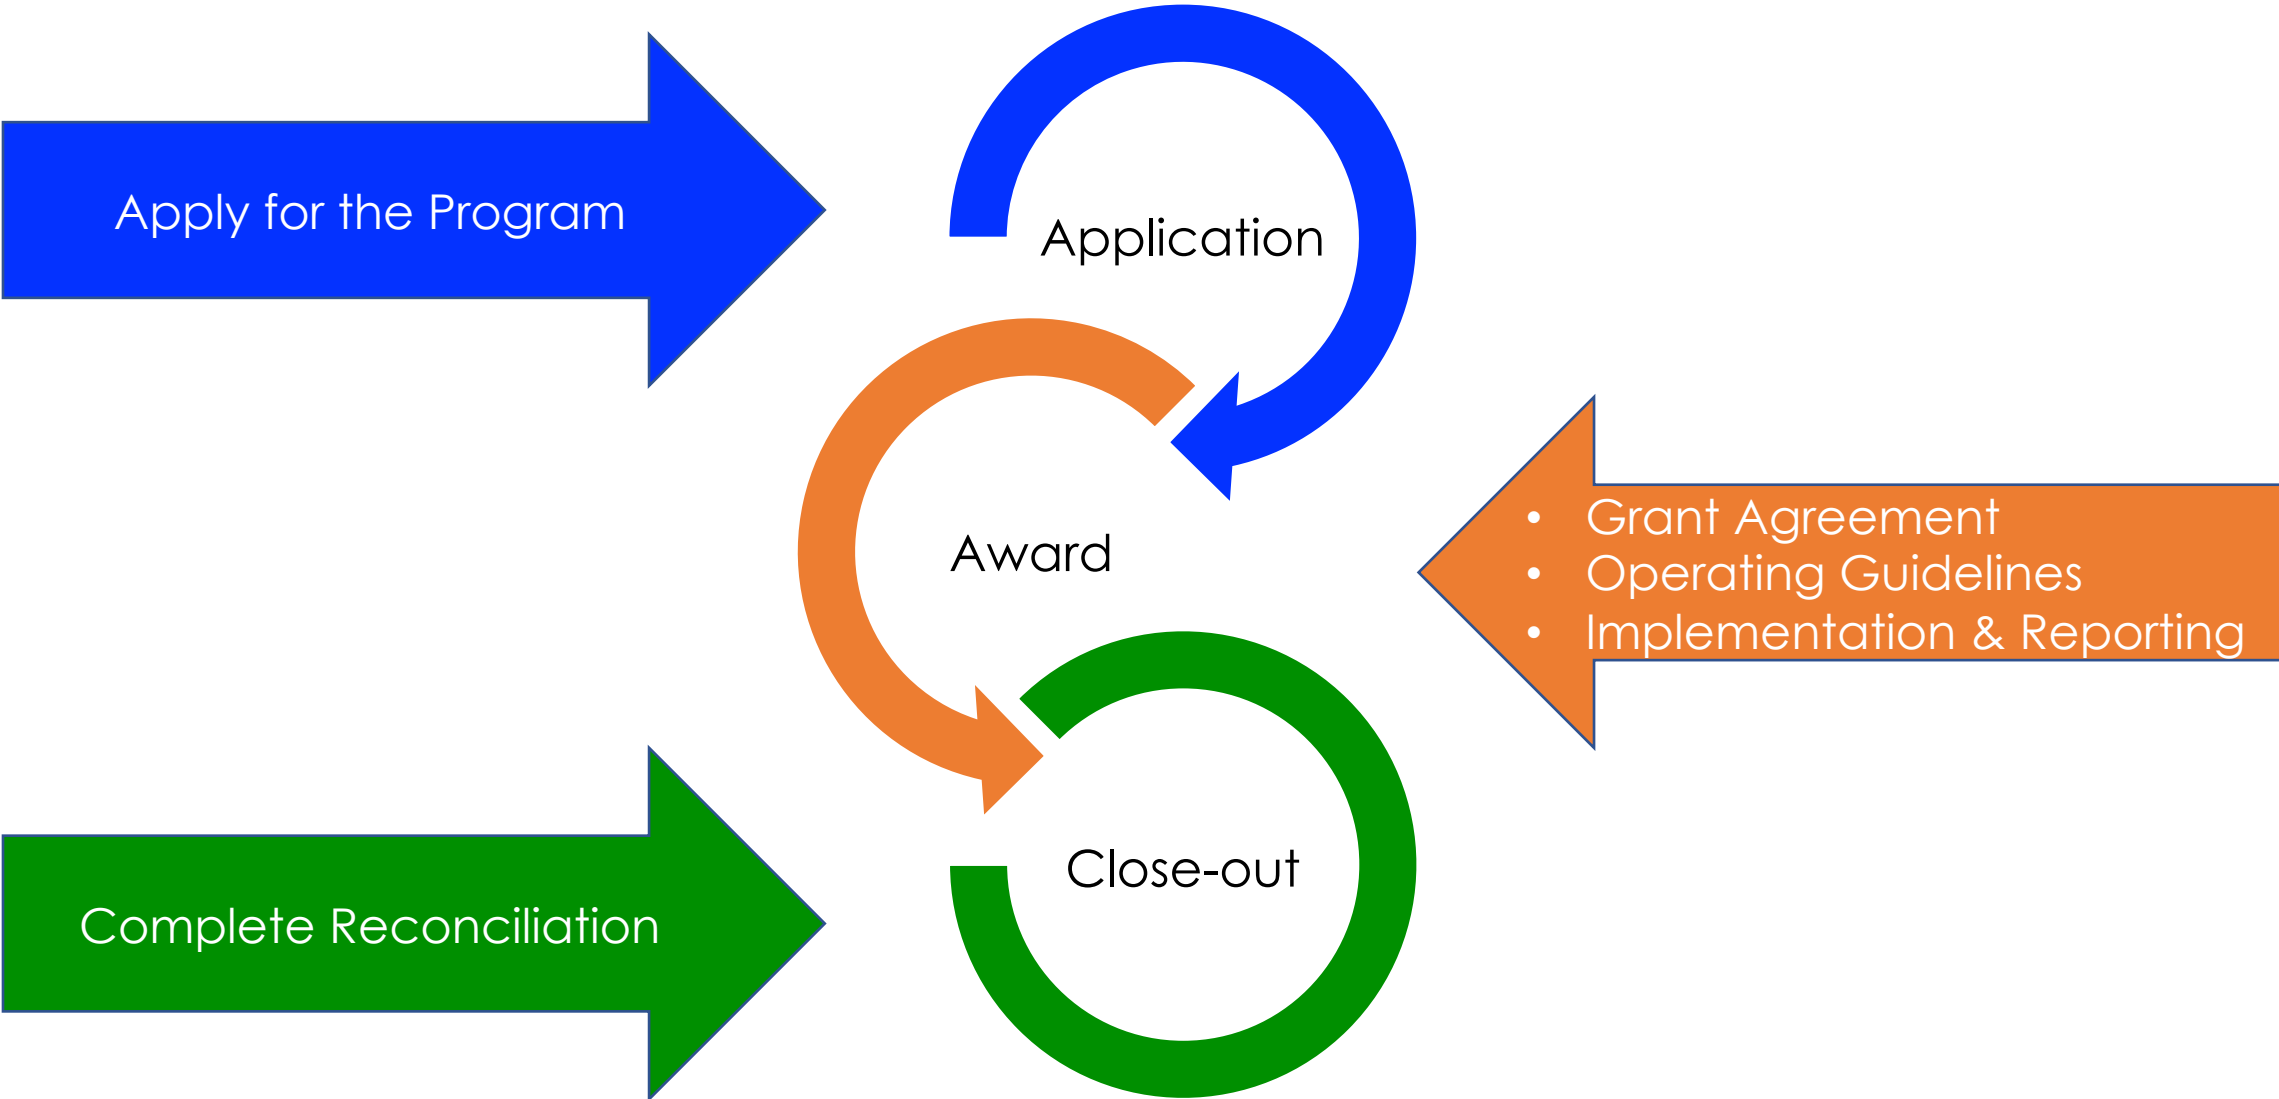 Apply for the Program
Application
Award
• Grant Agreement
• Operating Guidelines
• Implementation & Reporting
Close-out
Complete Reconciliation